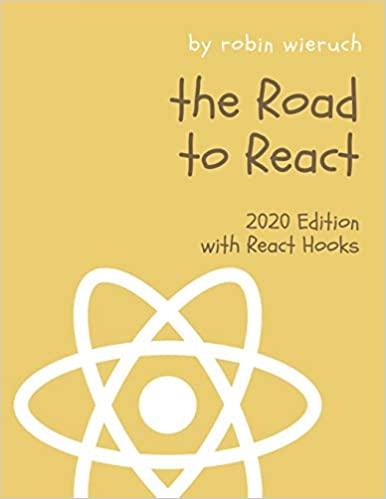 by robin wieruch
the Road
to React
2020 Edition
with React Hooks